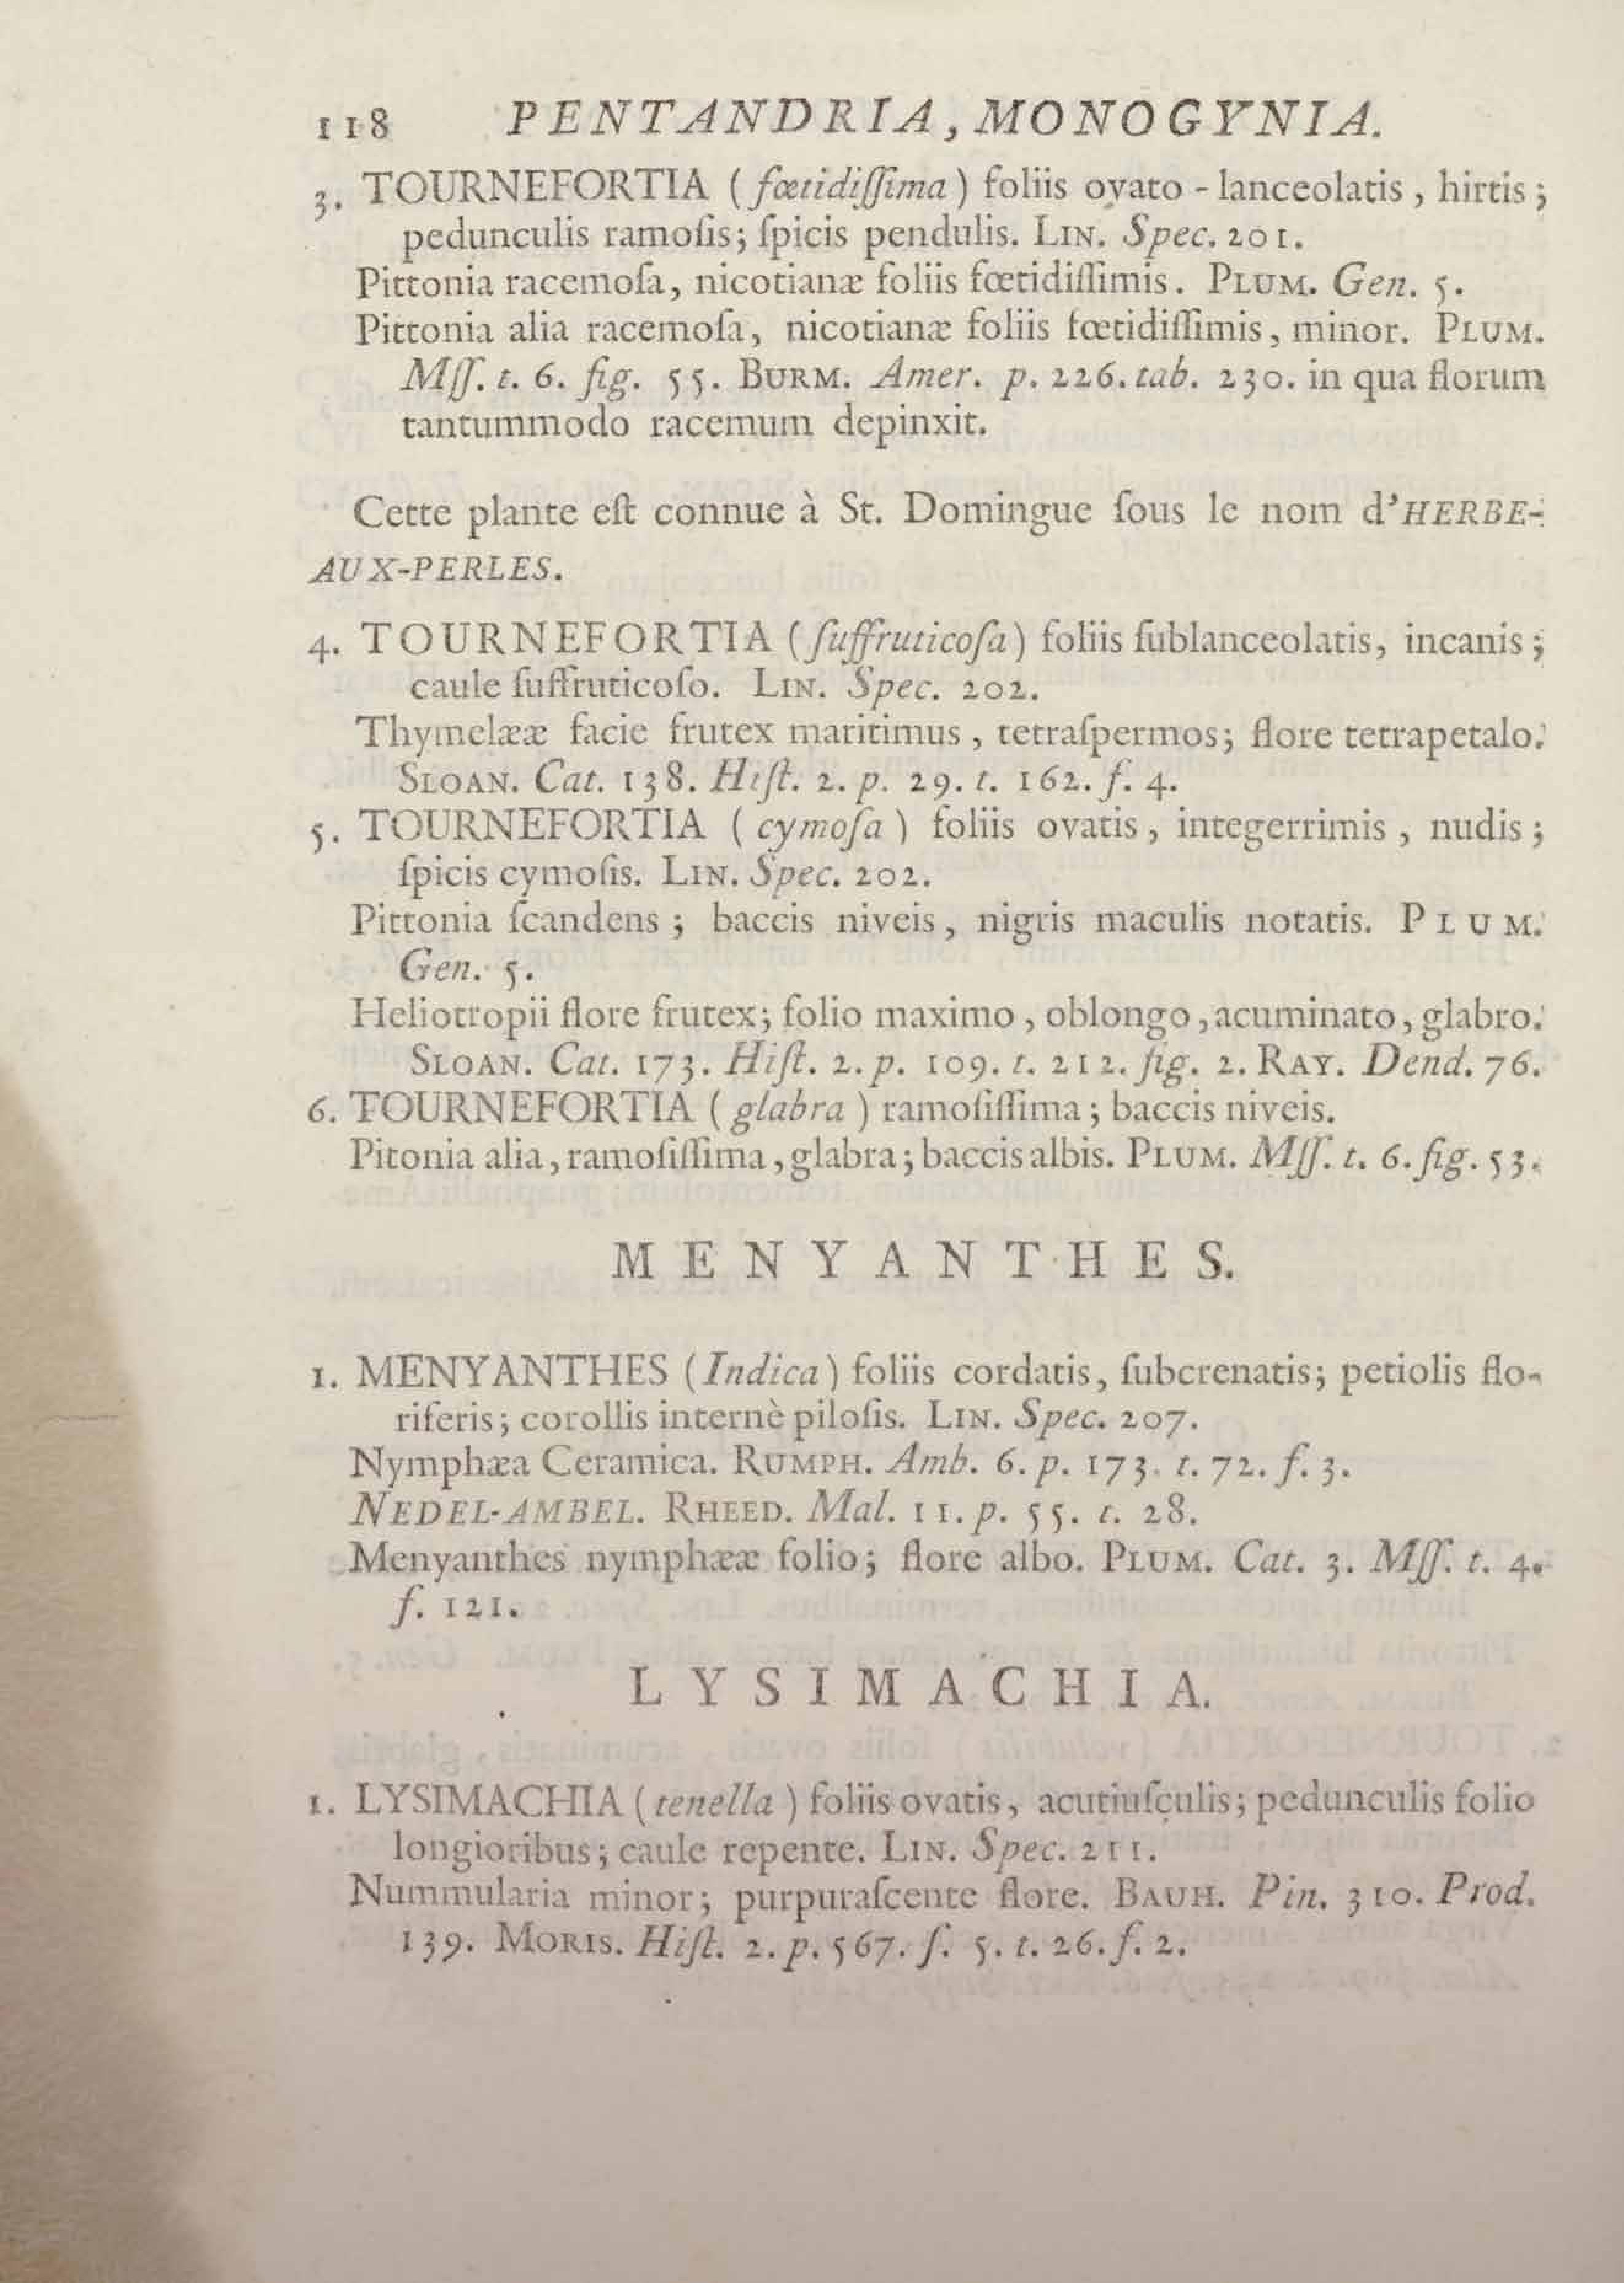 118 PENTANDRIA, MONOGYNIA.
3. TOURNEFORTIA (fœtidiſſima) foliis ovato-lanceolatis, hirtis;
pedunculis ramoſis; ſpicis pendulis. LIN. Spec. 201.
Pittonia racemoſa, nicotianæ foliis fœtidiſſimis. PLUM. Gen. 5.
Pittonia alia racemoſa, nicotianæ foliis fœtidiſſimis, minor. PLUM.
Mſſ. t. 6. fig. 55. BURM. Amer. p. 226. tab. 230. in qua florum
tantummodo racemum depinxit.
Cette plante eſt connue à St. Domingue ſous le nom d'HERBE-
AUX-PERLES.
4. TOURNEFORTIA (ſuffruticoſa) foliis ſublanceolatis, incanis;
caule ſuffruticoſo. LIN. Spec. 202.
Thymelææ facie frutex maritimus, tetraſpermos; flore tetrapetalo.
SLOAN. Cat. 138. Hiſt. 2. p. 29. t. 162. f. 4.
5. TOURNEFORTIA (cymoſa) foliis ovatis, integerrimis, nudis;
ſpicis cymoſis. LIN. Spec. 202.
Pittonia ſcandens; baccis niveis, nigris maculis notatis. PLUM.
Gen. 5.
Heliotropii flore frutex; folio maximo, oblongo, acuminato, glabro.
SLOAN. Cat. 173. Hiſt. 2. p. 109. t. 212. fig. 2. RAY. Dend. 76.
6. TOURNEFORTIA (glabra) ramoſiſſima; baccis niveis.
Pitonia alia, ramoſiſſima, glabra; baccis albis. PLUM. Mſſ. t. 6. fig. 53.
MENYANTHES.
1. MENYANTHES (Indica) foliis cordatis, ſubcrenatis; petiolis flo-
riferis; corollis internè piloſis. LIN. Spec. 207.
Nymphæa Ceramica. RUMPH. Amb. 6. p. 173. t. 72. f. 3.
NEDEL-AMBEL. RHEED. Mal. 11. p. 55. t. 28.
Menyanthes nymphææ folio; flore albo. PLUM. Cat. 3. Mſſ. t. 4.
f. 121.
LYSIMACHIA.
1. LYSIMACHIA (tenella) foliis ovatis, acutiuſculis; pedunculis folio
longioribus; caule repente. LIN. Spec. 211.
Nummularia minor; purpuraſcente flore. BAUH. Pin. 310. Prod.
139. MORIS. Hiſt. 2. p. 567. ſ. 5. t. 26. f. 2.